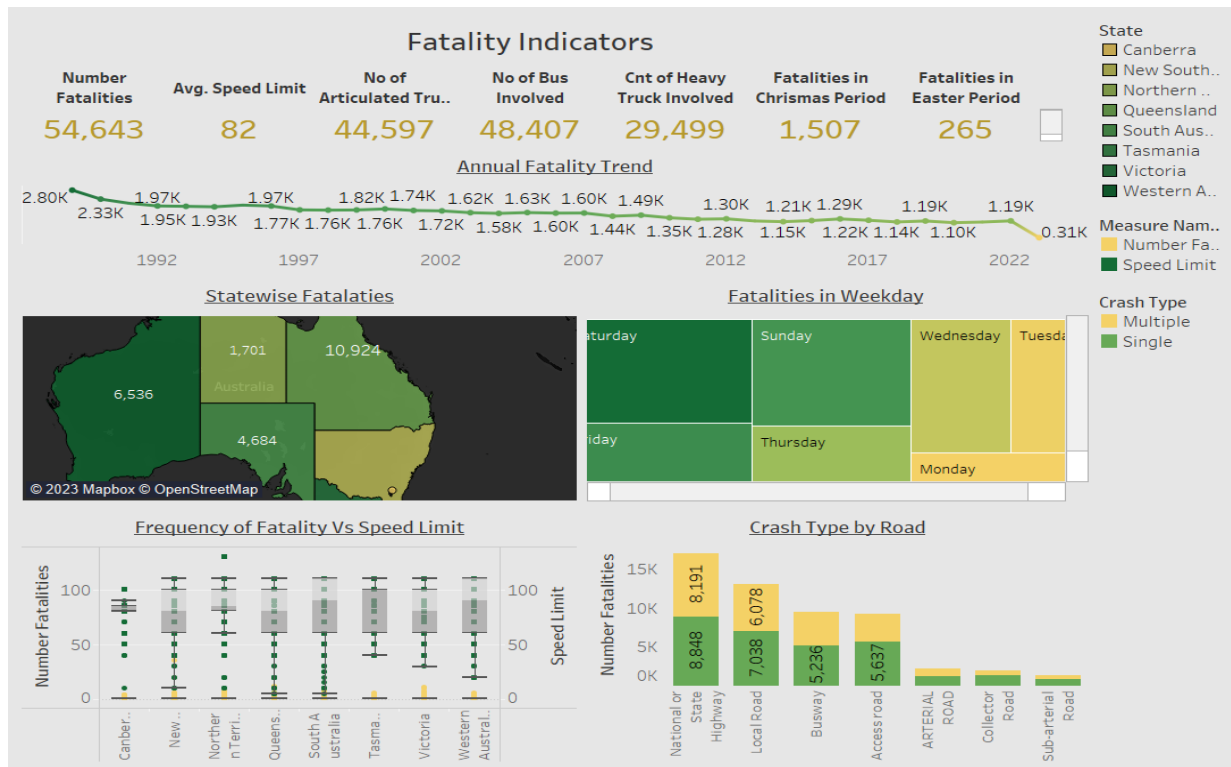 Fatality Indicators
Number
Fatalities
54,643
Avg. Speed Limit
82
No of
Articulated Tru..
44,597
No of Bus
Involved
48,407
Cnt of Heavy
Truck Involved
29,499
Fatalities in
Chrismas Period
1,507
Fatalities in
Easter Period
265
State
Canberra
New South..
Northern ..
Queensland
South Aus..
Tasmania
Victoria
Western A..
Measure Nam..
Number Fa..
Speed Limit
Crash Type
Multiple
Single
Annual Fatality Trend
2.80K 1.97K 1.97K 1.82K 1.74K 1.62K 1.63K 1.60K 1.49K 1.30K 1.21K 1.29K 1.19K 1.19K
2.33K 1.95K 1.93K 1.77K 1.76K 1.76K 1.72K 1.58K 1.60K 1.44K 1.35K 1.28K 1.15K 1.22K 1.14K 1.10K 0.31K
1992 1997 2002 2007 2012 2017 2022
Statewise Fatalaties
1,701
10,924
Australia
6,536
4,684
© 2023 Mapbox © OpenStreetMap
Fatalities in Weekday
aturday
Sunday
Wednesday
Tuesda
riday
Thursday
Monday
Frequency of Fatality Vs Speed Limit
Number Fatalities
100
50
0
100
50
0
Speed Limit
Canber..
New ..
Norther
n Terri..
Queens..
South A
ustralia
Tasma..
Victoria
Western
Austral..
Crash Type by Road
Number Fatalities
15K
10K
5K
0K
8,191
8,848
6,078
7,038
5,236
5,637
National or
State
Highway
Local Road
Busway
Access road
ARTERIAL
ROAD
Collector
Road
Sub-arterial
Road